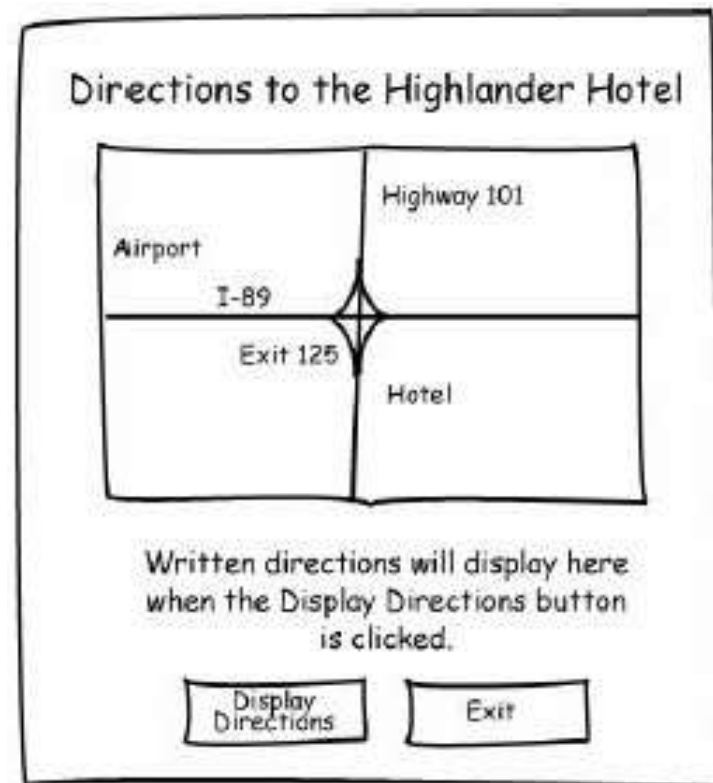 Directions to the Highlander Hotel
Highway 101
Airport
I-89
Exit 125
Hotel
Written directions will display here
when the Display Directions button
is clicked.
Display
Directions
Exit